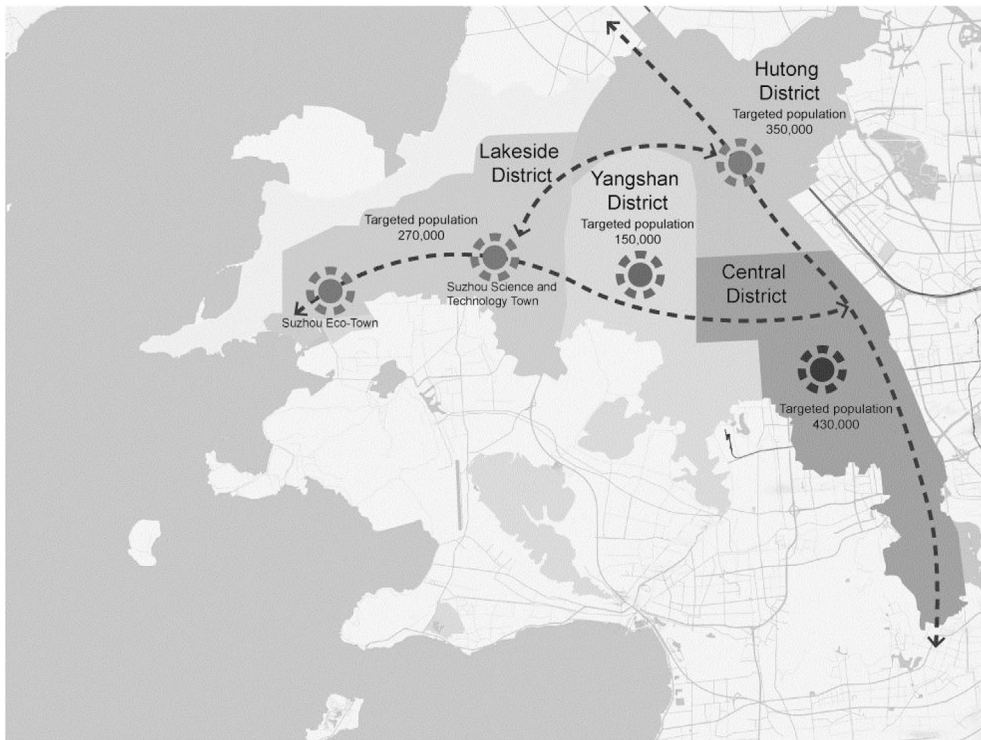 Hutong
District
Targeted population
350,000
Lakeside
District
Yangshan
District
Targeted population
150,000
Targeted population
270,000
Suzhou Science and
Technology Town
Suzhou Eco-Town
Central
District
Targeted population
430,000